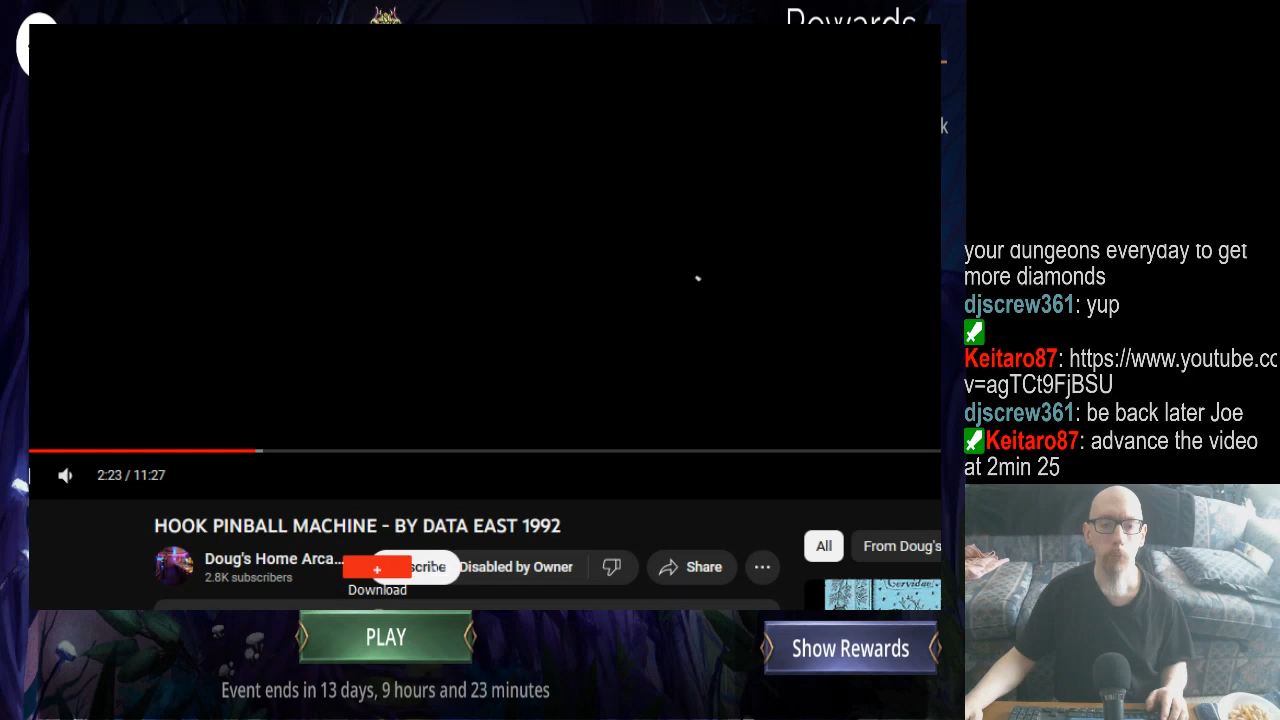 Rewards
k
your dungeons everyday to get
more diamonds
djscrew361: yup
Keitaro87: https://www.youtube.co
v=agTCt9FjBSU
djscrew361: be back later Joe
Keitaro87: advance the video
at 2min 25
2:23 / 11:27
HOOK PINBALL MACHINE - BY DATA EAST 1992
Doug's Home Arca...
2.8K subscribers
scribe
Disabled by Owner
Share
All
From Doug's
+
Download
Cervidae
PLAY
Show Rewards
Event ends in 13 days, 9 hours and 23 minutes